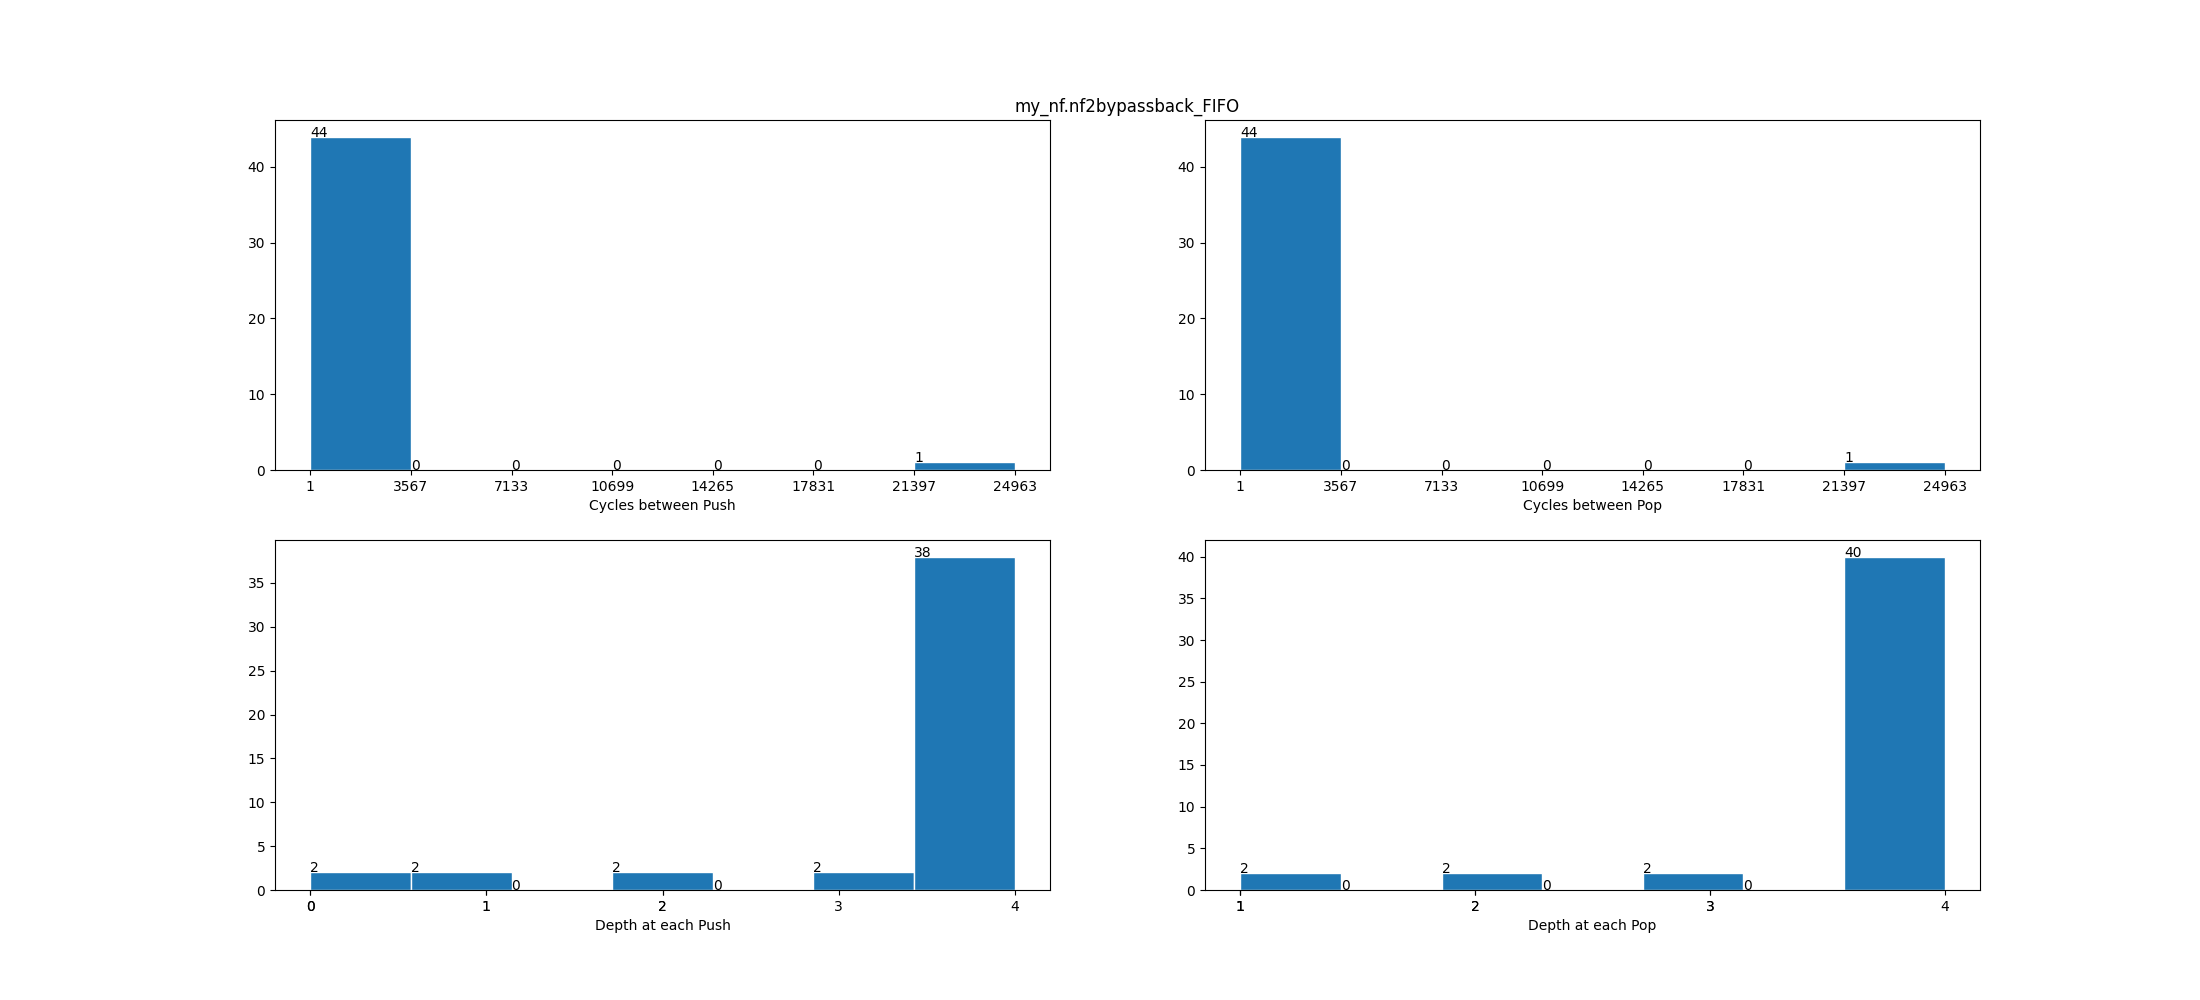 my_nf.nf2bypassback_FIFO
44
40
30
20
10
0
0 0 0 0 0 1
1 3567 7133 10699 14265 17831 21397 24963
Cycles between Push
44
40
30
20
10
0
0 0 0 0 0 1
1 3567 7133 10699 14265 17831 21397 24963
Cycles between Pop
38
35
30
25
20
15
10
5
0
2 2 0 2 0 2
0 1 2 3 4
Depth at each Push
40
40
35
30
25
20
15
10
5
0
2 0 2 0 2 0
1 2 3 4
Depth at each Pop